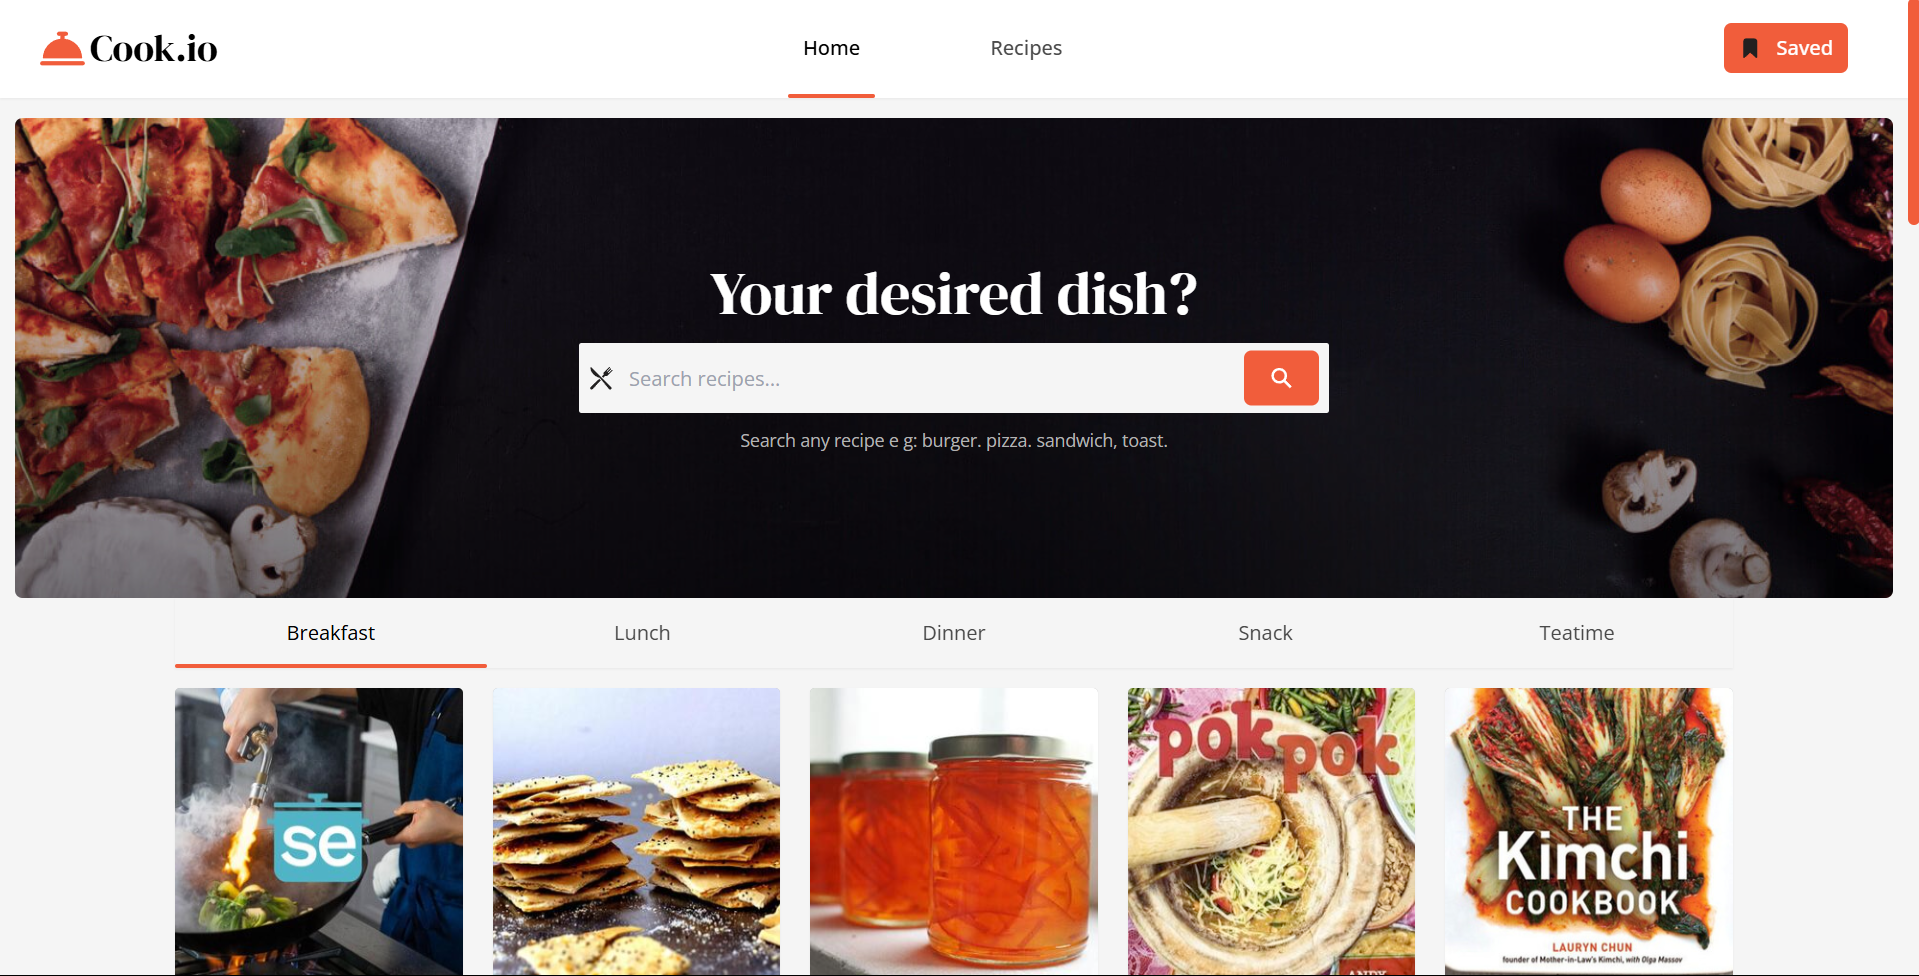 Cook.io
Home
Recipes
Saved
Your desired dish?
Search recipes...
Search any recipe e g: burger. pizza. sandwich, toast.
Breakfast
Lunch
Dinner
Snack
Teatime
se
pok pok
ANDY
THE
Kimchi
COOKBOOK
LAURYN CHUN
founder of Mother-in-Law's Kimchi, with Olga Massov